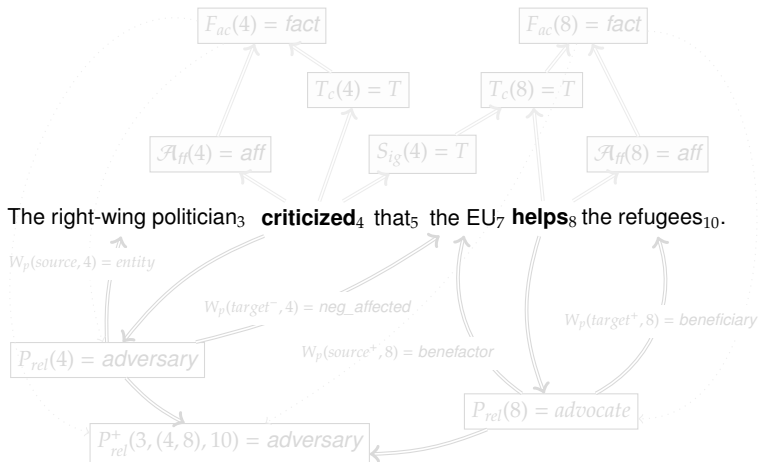 F_ac(4) = fact F_ac(8) = fact
T_c(4) = T T_c(8) = T
𝒜_ff(4) = aff S_ig(4) = T 𝒜_ff(8) = aff
The right-wing politician₃ criticized₄ that₅ the EU₇ helps₈ the refugees₁₀.
W_p(source, 4) = entity
W_p(target⁻, 4) = neg_affected
W_p(target⁺, 8) = beneficiary
W_p(source⁺, 8) = benefactor
P_rel(4) = adversary
P_rel(8) = advocate
P⁺_rel(3, (4, 8), 10) = adversary